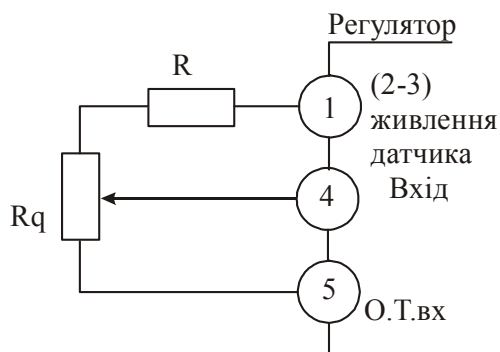 Регулятор
R
1
(2-3)
живлення
датчика
Вхід
4
Rq
5
О.Т.вх